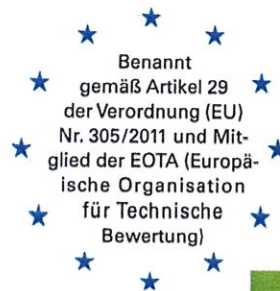 Benannt
gemäß Artikel 29
der Verordnung (EU)
Nr. 305/2011 und Mit-
glied der EOTA (Europä-
ische Organisation
für Technische
Bewertung)